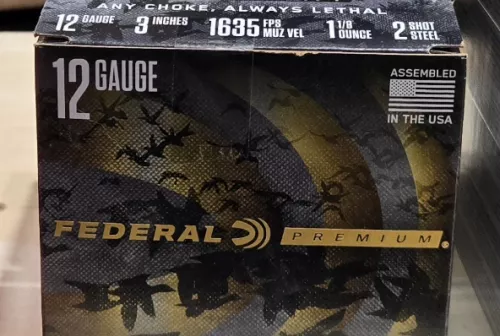 ANY CHOKE, ALWAYS LETHAL
12 GAUGE 3 INCHES 1635 FPS MUZ VEL 1 1/8 OUNCE 2 SHOT STEEL
12 GAUGE
ASSEMBLED
IN THE USA
FEDERAL PREMIUM